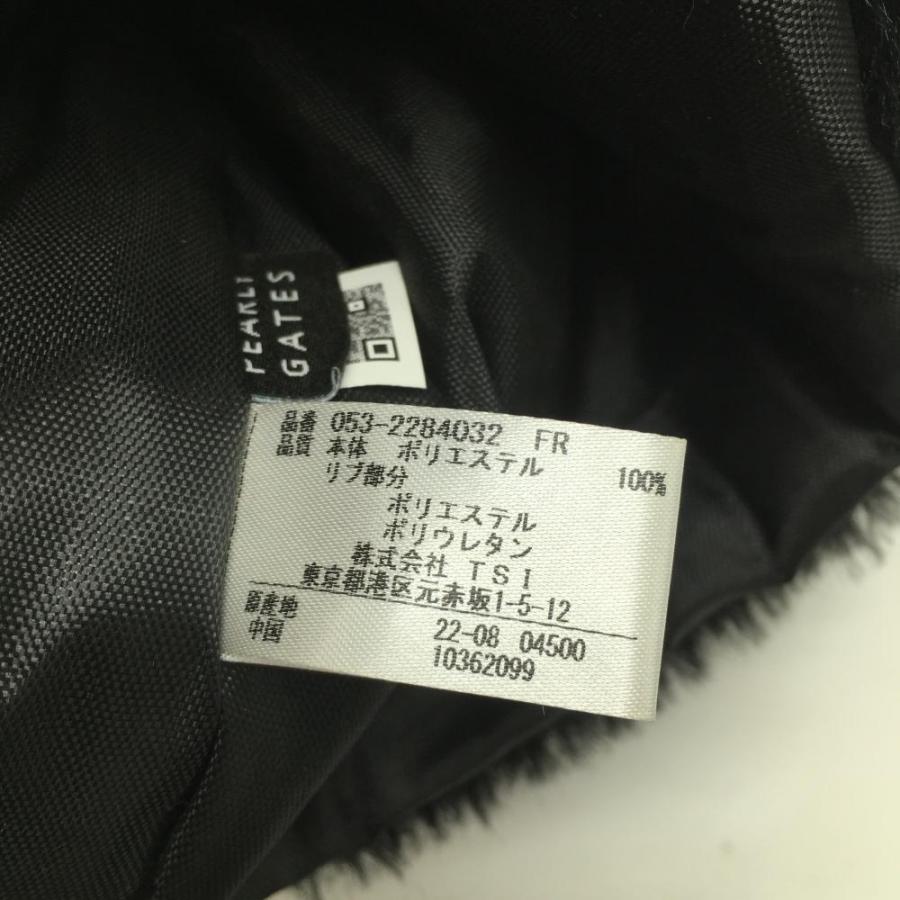 PEARLY
GATES
品番 053-2284032 FR
品質 本体 ポリエステル 100%
リブ部分
ポリエステル
ポリウレタン
株式会社 TSI
東京都港区元赤坂1-5-12
原産地 22-08 04500
中国 10362099